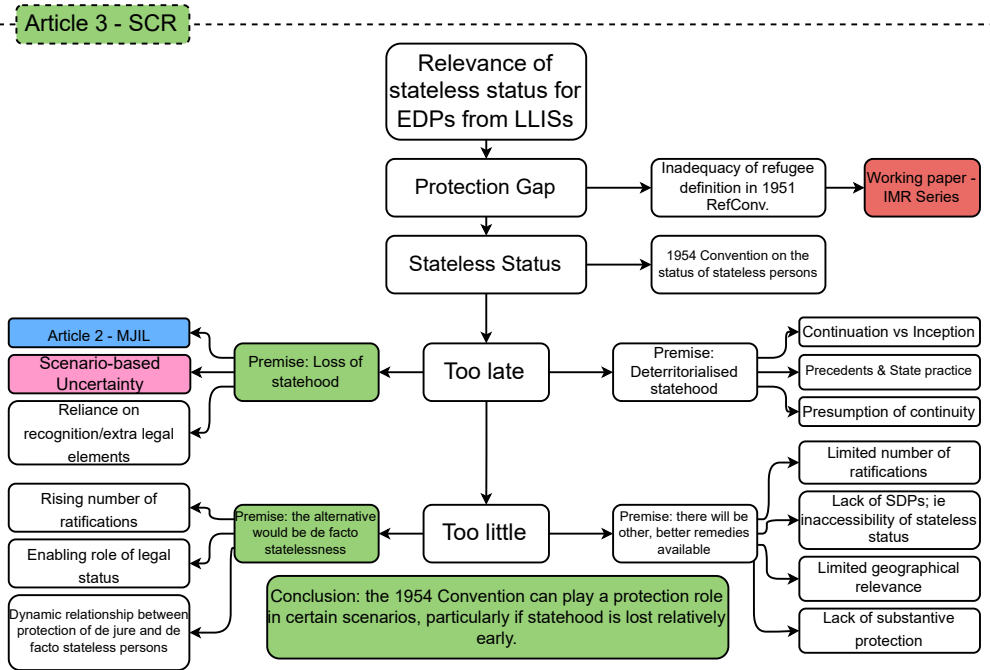 Article 3 - SCR
Relevance of
stateless status for
EDPs from LLISs
Protection Gap
Inadequacy of refugee
definition in 1951
RefConv.
Working paper -
IMR Series
Stateless Status
1954 Convention on the
status of stateless persons
Article 2 - MJIL
Scenario-based
Uncertainty
Reliance on
recognition/extra legal
elements
Premise: Loss of
statehood
Too late
Premise:
Deterritorialised
statehood
Continuation vs Inception
Precedents & State practice
Presumption of continuity
Rising number of
ratifications
Enabling role of legal
status
Dynamic relationship between
protection of de jure and de
facto stateless persons
Premise: the alternative
would be de facto
statelessness
Too little
Premise: there will be
other, better remedies
available
Limited number of
ratifications
Lack of SDPs; ie
inaccessibility of stateless
status
Limited geographical
relevance
Lack of substantive
protection
Conclusion: the 1954 Convention can play a protection role
in certain scenarios, particularly if statehood is lost relatively
early.